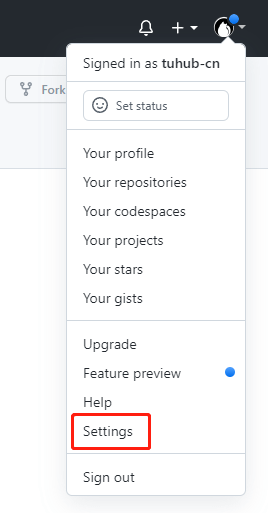 Fork
Signed in as tuhub-cn
Set status
Your profile
Your repositories
Your codespaces
Your projects
Your stars
Your gists
Upgrade
Feature preview
Help
Settings
Sign out